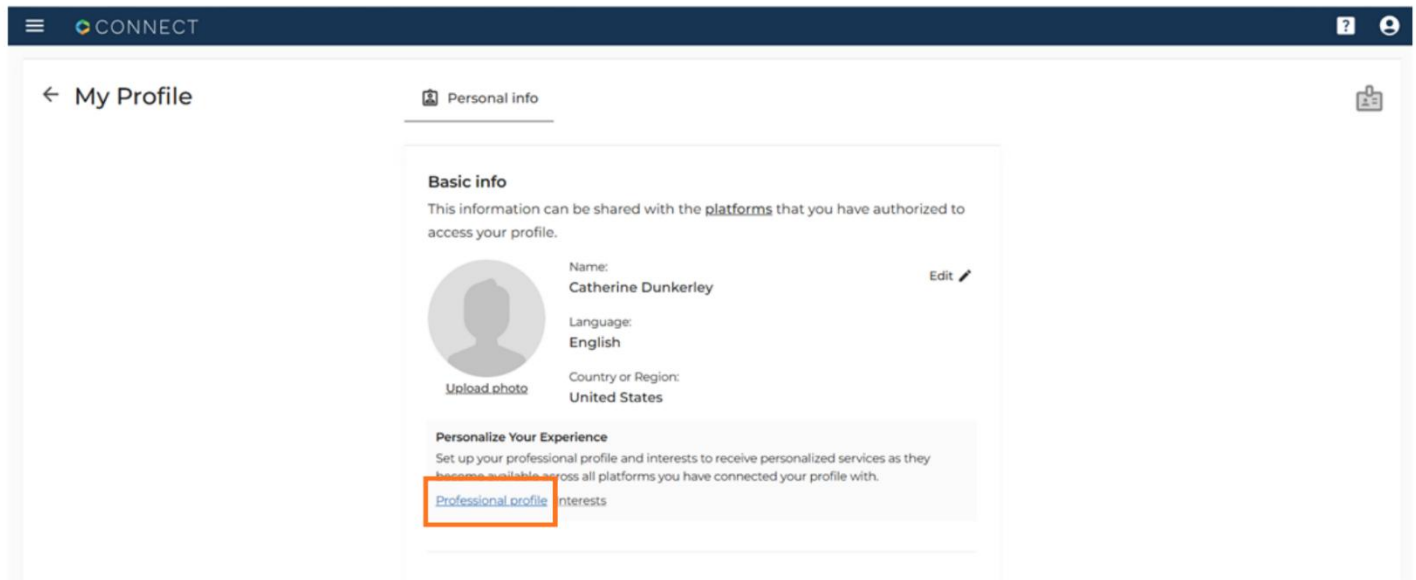 CONNECT
?
My Profile
Personal info
Basic info
This information can be shared with the platforms that you have authorized to
access your profile.
Name:
Catherine Dunkerley
Edit
Language:
English
Country or Region:
United States
Upload photo
Personalize Your Experience
Set up your professional profile and interests to receive personalized services as they
become available across all platforms you have connected your profile with.
Professional profile Interests